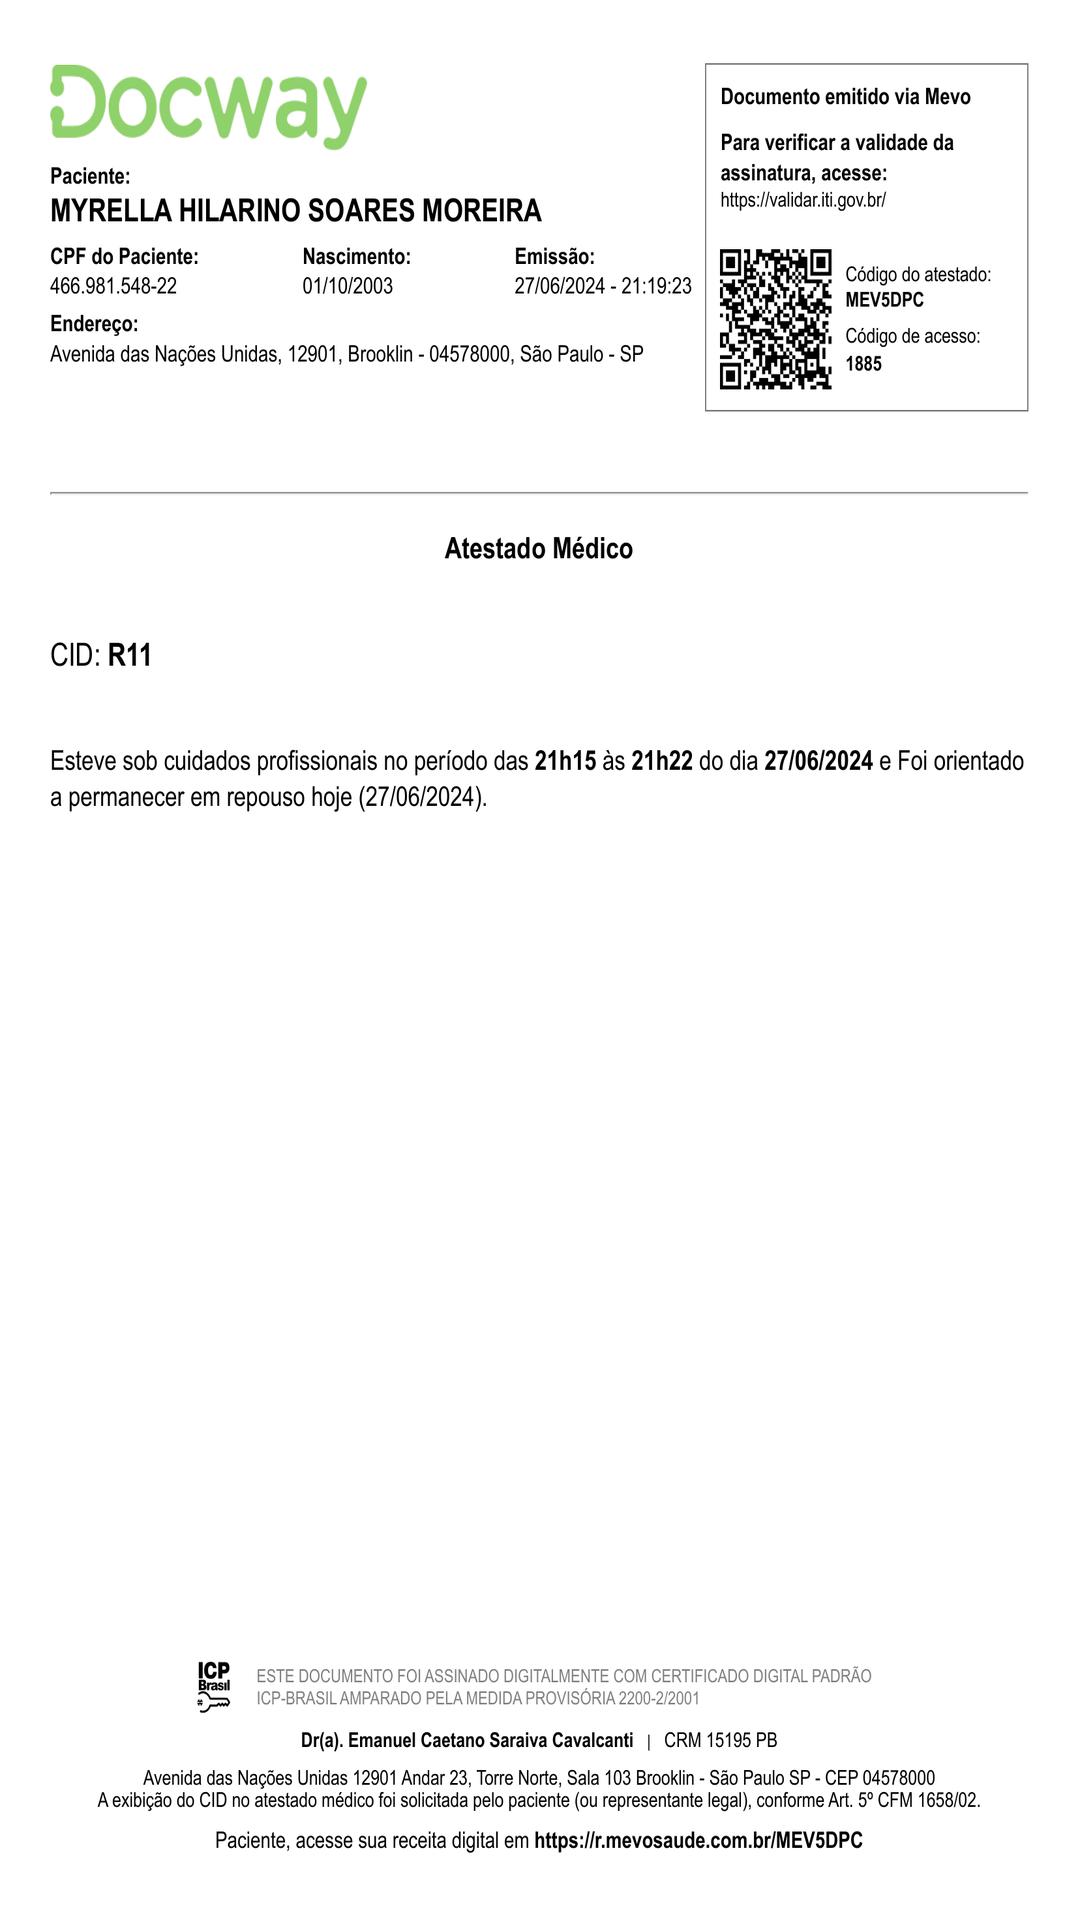 Docway
Paciente:
MYRELLA HILARINO SOARES MOREIRA
CPF do Paciente: Nascimento: Emissão:
466.981.548-22 01/10/2003 27/06/2024 - 21:19:23
Endereço:
Avenida das Nações Unidas, 12901, Brooklin - 04578000, São Paulo - SP
Documento emitido via Mevo
Para verificar a validade da
assinatura, acesse:
https://validar.iti.gov.br/
Código do atestado:
MEV5DPC
Código de acesso:
1885
Atestado Médico
CID: R11
Esteve sob cuidados profissionais no período das 21h15 às 21h22 do dia 27/06/2024 e Foi orientado
a permanecer em repouso hoje (27/06/2024).
ICP
Brasil
ESTE DOCUMENTO FOI ASSINADO DIGITALMENTE COM CERTIFICADO DIGITAL PADRÃO
ICP-BRASIL AMPARADO PELA MEDIDA PROVISÓRIA 2200-2/2001
Dr(a). Emanuel Caetano Saraiva Cavalcanti | CRM 15195 PB
Avenida das Nações Unidas 12901 Andar 23, Torre Norte, Sala 103 Brooklin - São Paulo SP - CEP 04578000
A exibição do CID no atestado médico foi solicitada pelo paciente (ou representante legal), conforme Art. 5º CFM 1658/02.
Paciente, acesse sua receita digital em https://r.mevosaude.com.br/MEV5DPC